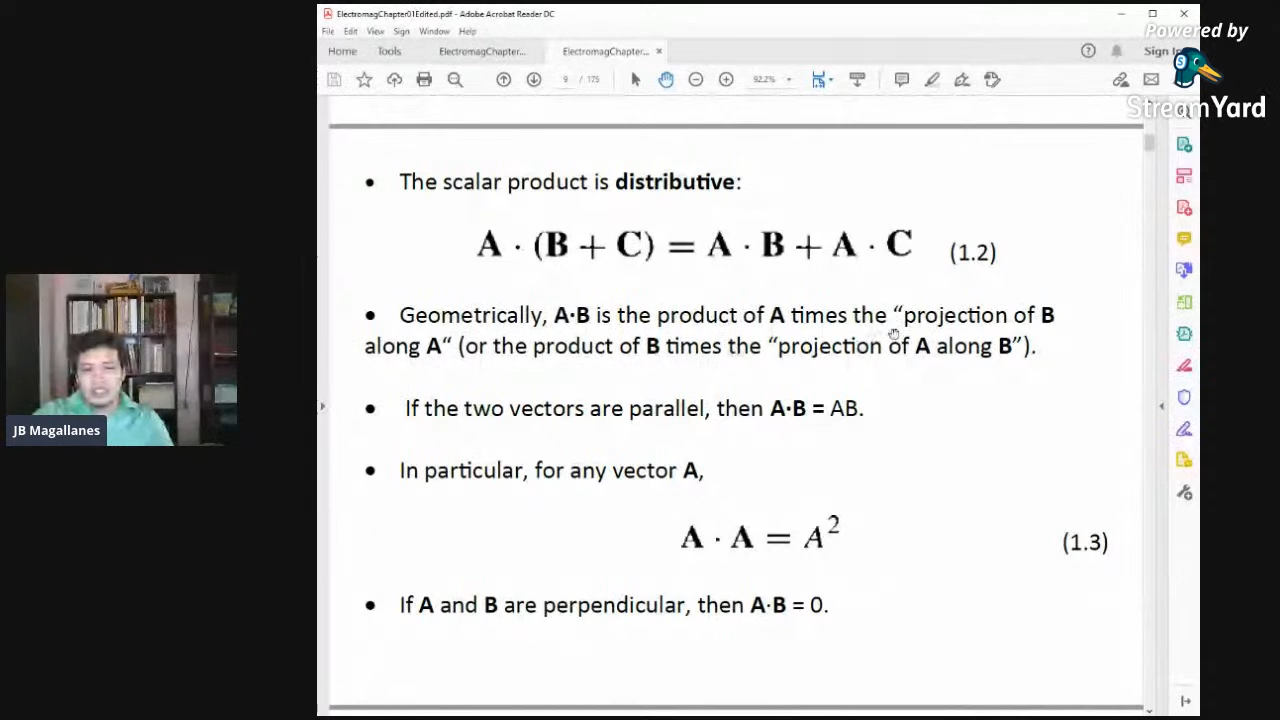 ElectromagChapter01Edited.pdf - Adobe Acrobat Reader DC
File Edit View Sign Window Help
Home Tools ElectromagChapter... ElectromagChapter... × Sign In
9 / 175 92.2%
Powered by
StreamYard
• The scalar product is distributive:
A · (B + C) = A · B + A · C (1.2)
• Geometrically, A·B is the product of A times the “projection of B
along A“ (or the product of B times the “projection of A along B”).
• If the two vectors are parallel, then A·B = AB.
• In particular, for any vector A,
A · A = A² (1.3)
• If A and B are perpendicular, then A·B = 0.
JB Magallanes